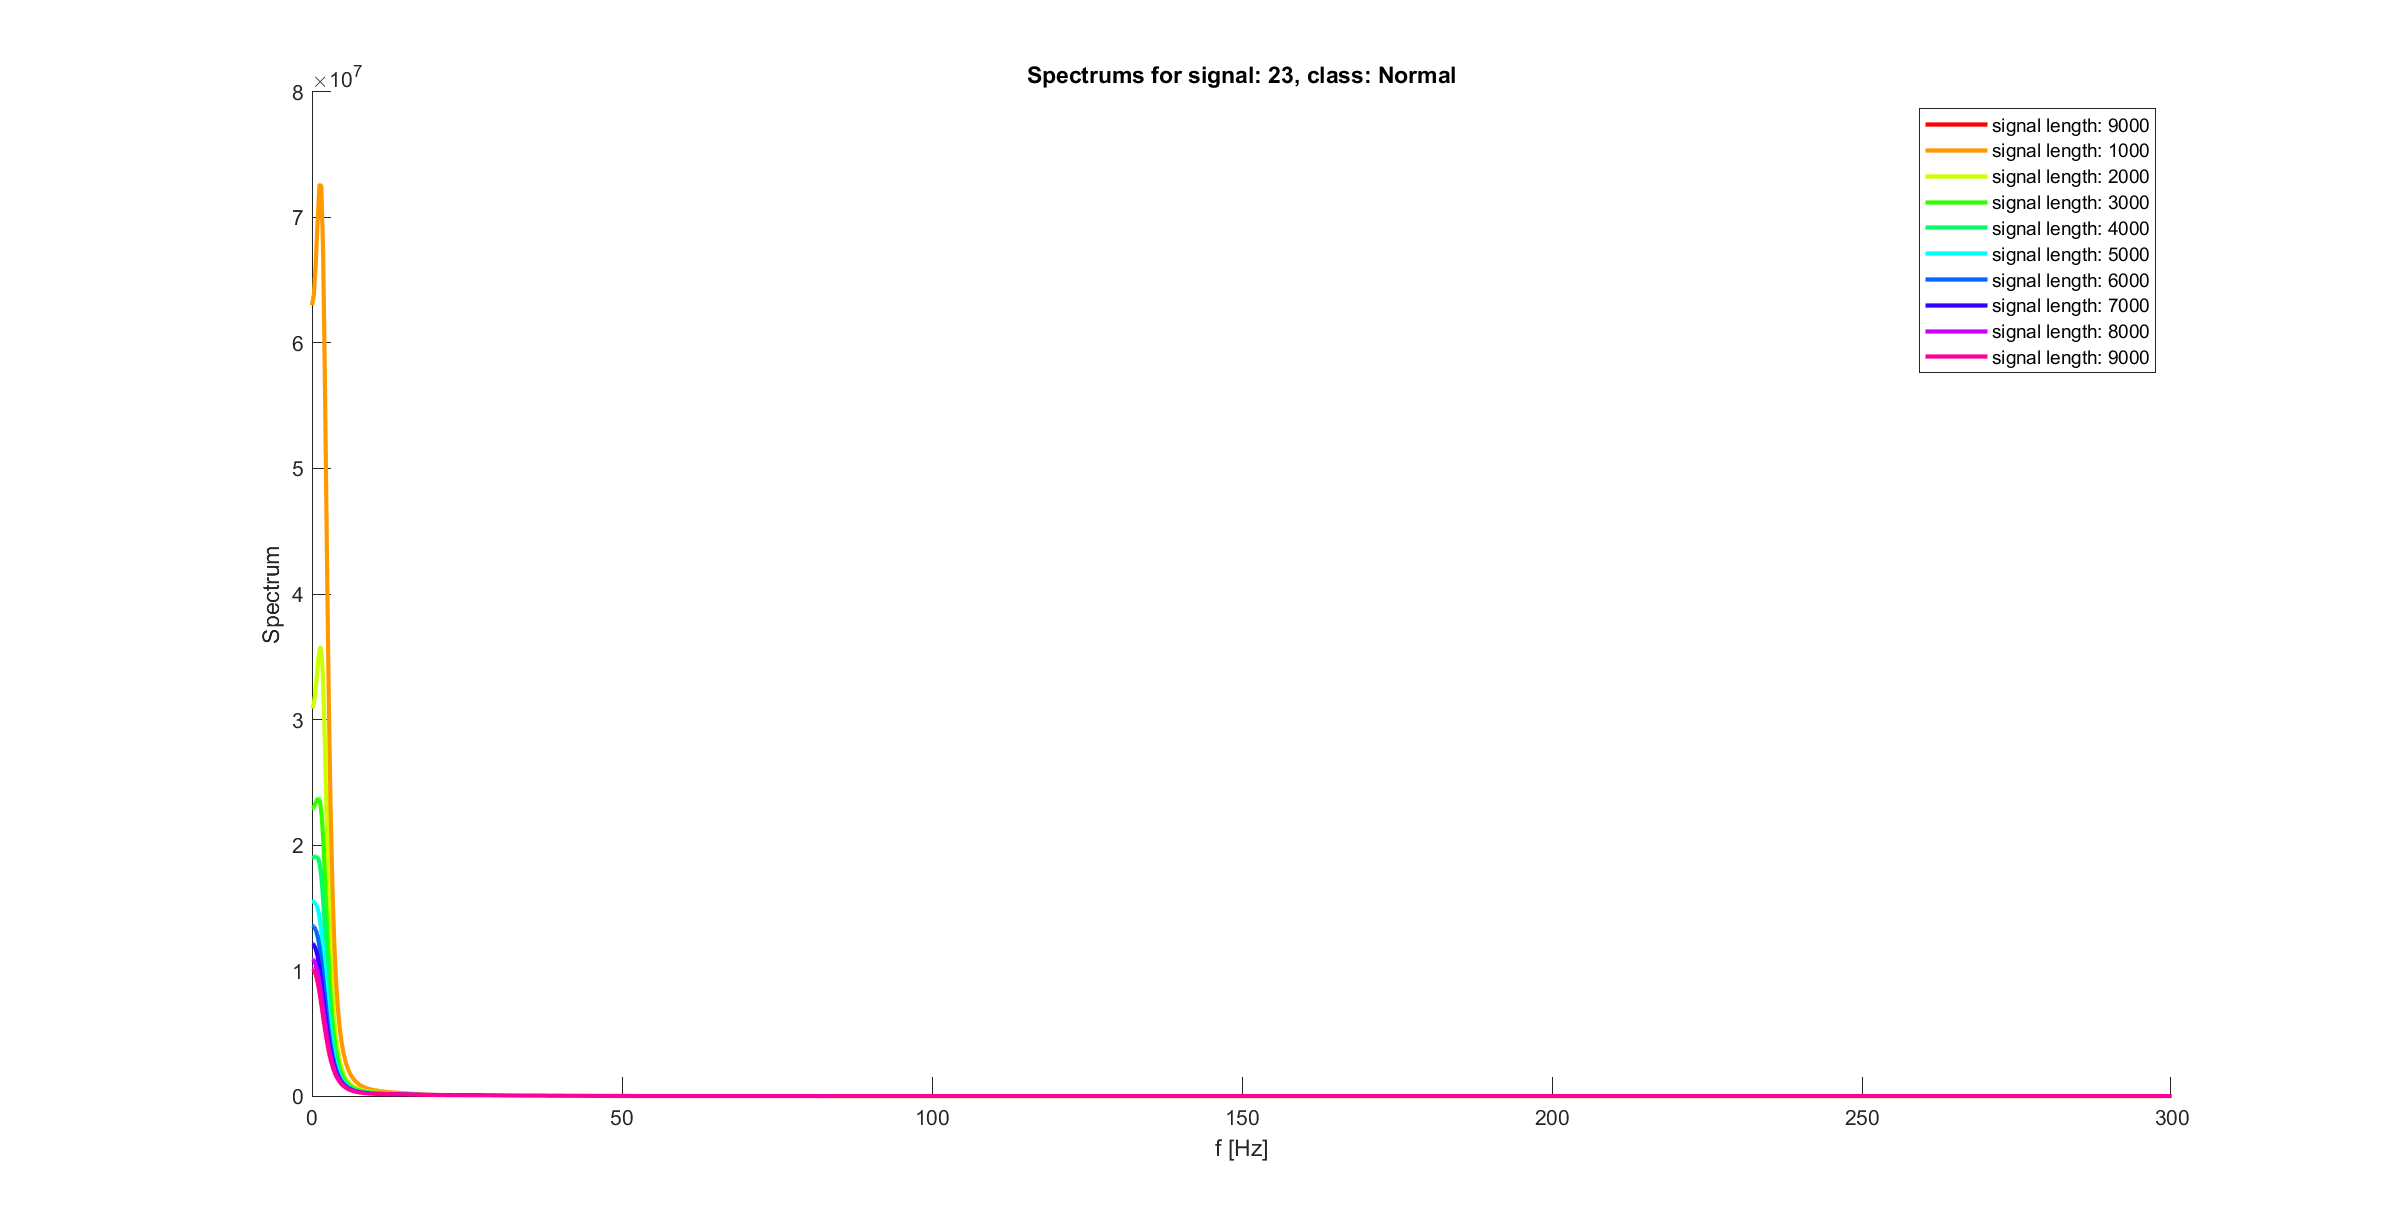 Spectrums for signal: 23, class: Normal
×10^7
8
7
6
5
4
3
2
1
0
Spectrum
signal length: 9000
signal length: 1000
signal length: 2000
signal length: 3000
signal length: 4000
signal length: 5000
signal length: 6000
signal length: 7000
signal length: 8000
signal length: 9000
0 50 100 150 200 250 300
f [Hz]